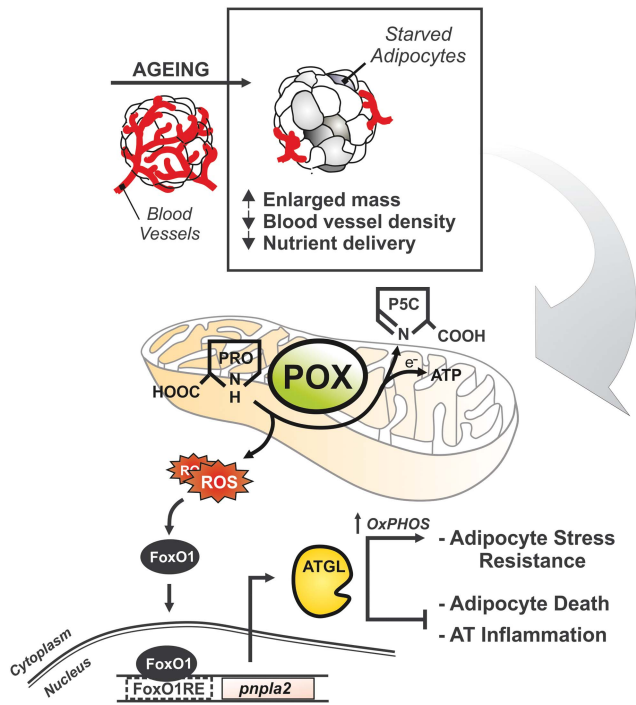 AGEING
Starved
Adipocytes
Blood
Vessels
Enlarged mass
Blood vessel density
Nutrient delivery
P5C
N
COOH
PRO
N
H
HOOC
POX
e⁻
ATP
ROS
ROS
FoxO1
OxPHOS
ATGL
- Adipocyte Stress
Resistance
- Adipocyte Death
- AT Inflammation
Cytoplasm
Nucleus
FoxO1
FoxO1RE
pnpla2